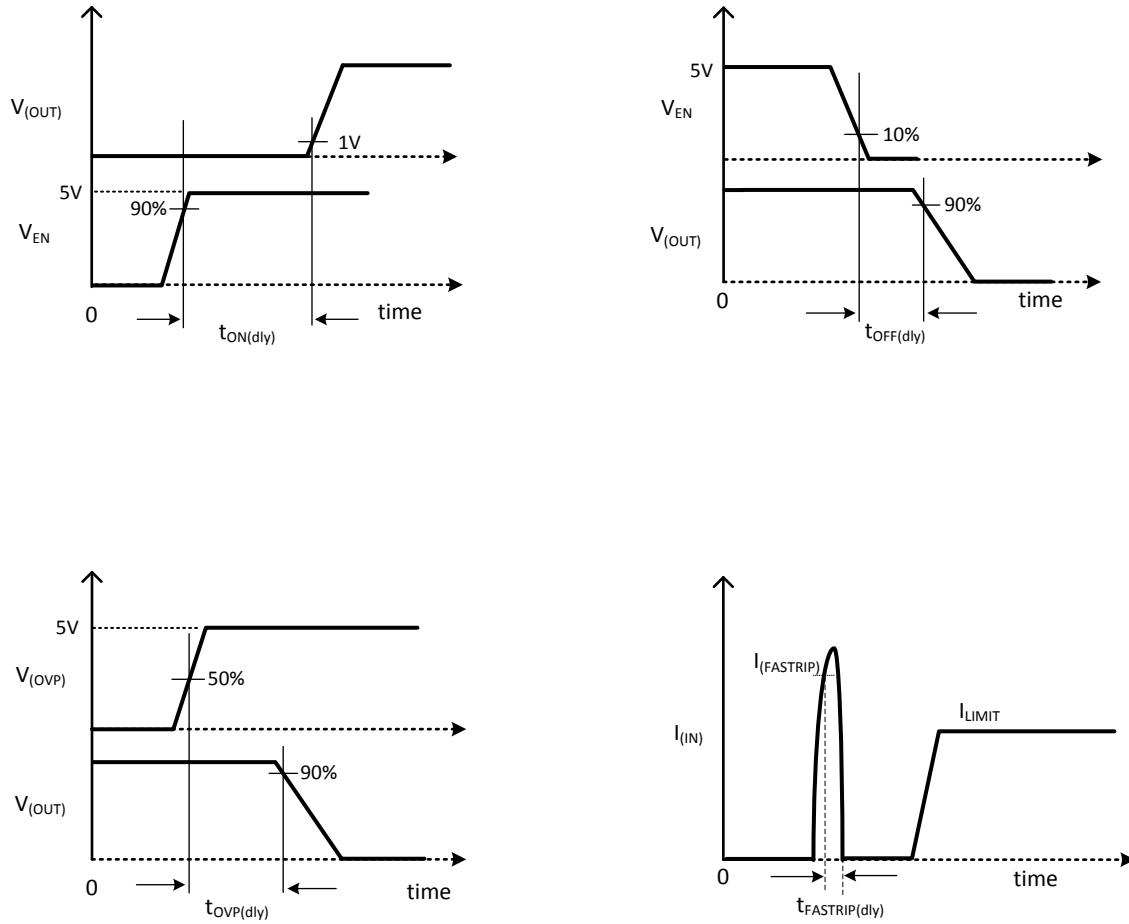 V(OUT)
1V
5V
90%
VEN
0
time
tON(dly)
5V
VEN
10%
90%
V(OUT)
0
time
tOFF(dly)
5V
V(OVP)
50%
90%
V(OUT)
0
time
tOVP(dly)
I(FASTRIP)
ILIMIT
I(IN)
0
time
tFASTRIP(dly)